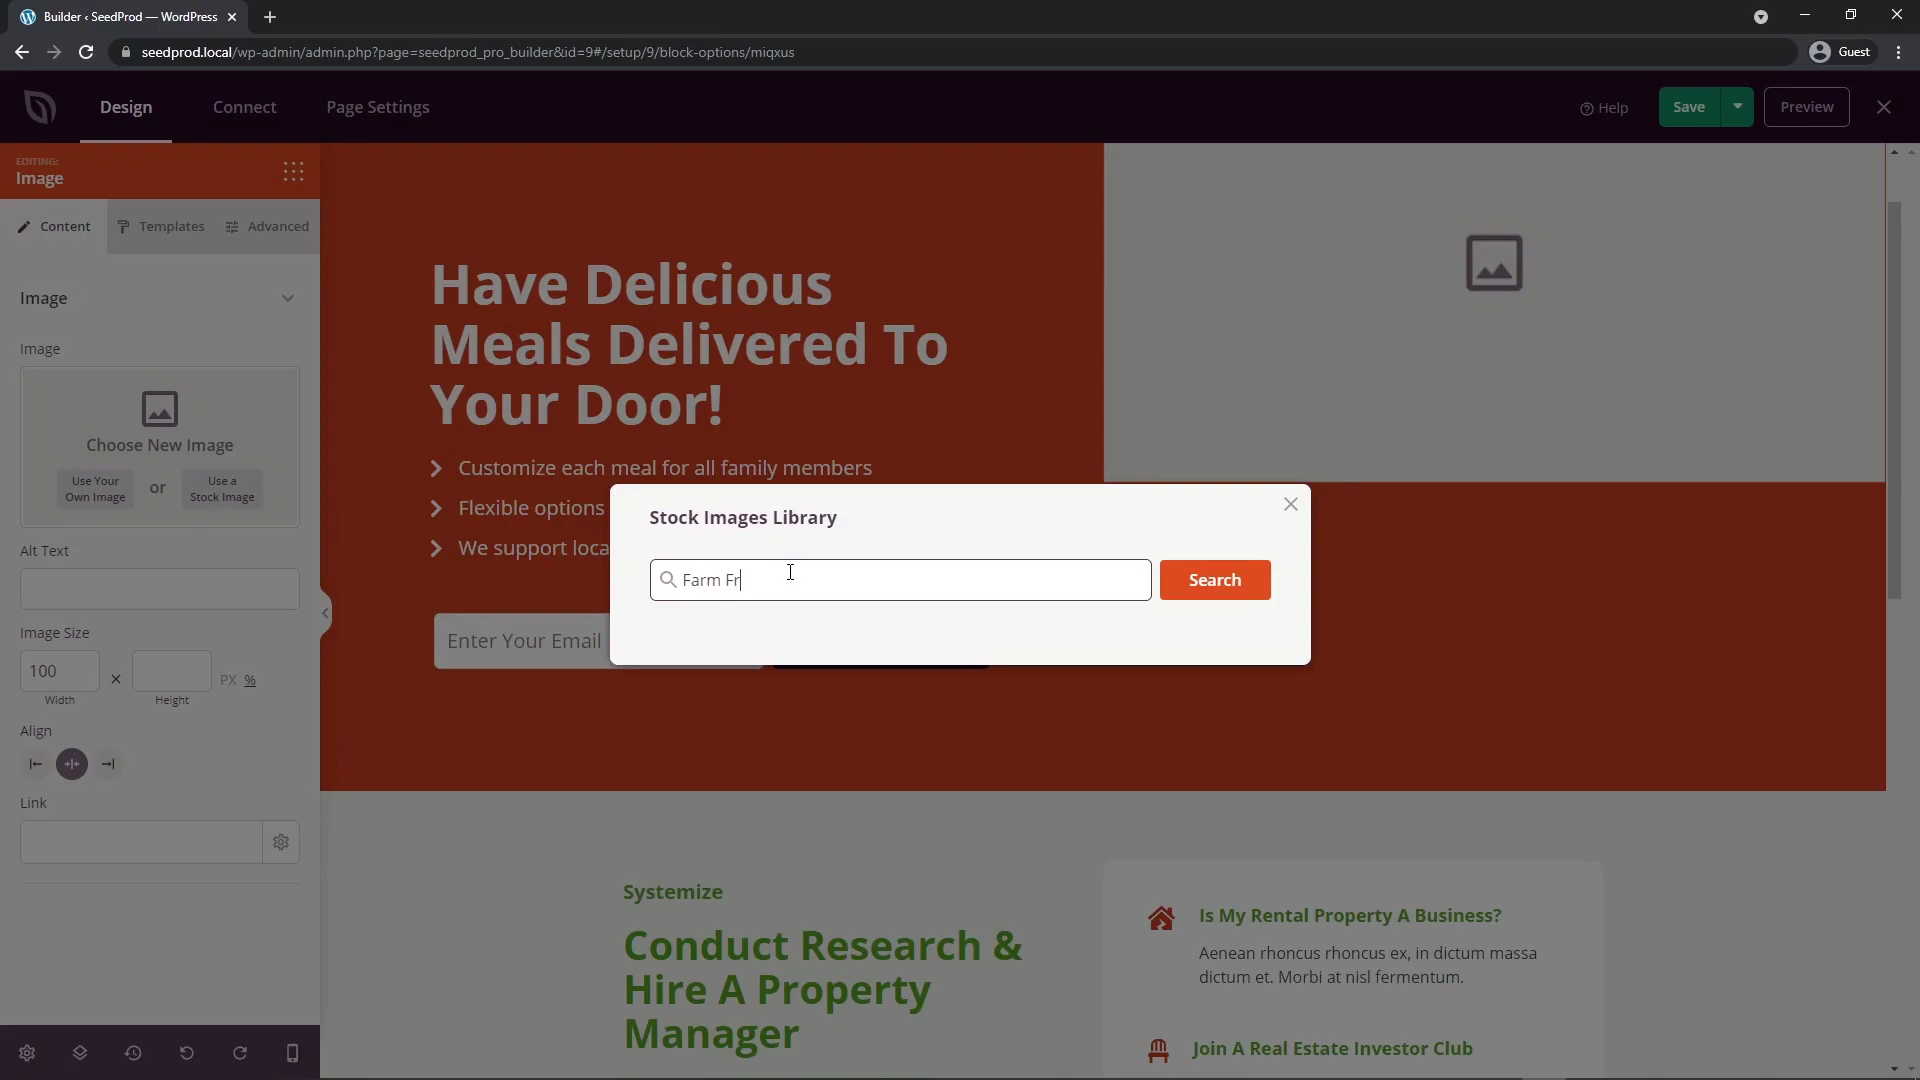 Builder ‹ SeedProd — WordPress
seedprod.local/wp-admin/admin.php?page=seedprod_pro_builder&id=9#/setup/9/block-options/miqxus
Guest
Design
Connect
Page Settings
Help
Save
Preview
EDITING:
Image
Content
Templates
Advanced
Image
Image
Choose New Image
Use Your
Own Image
or
Use a
Stock Image
Alt Text
Image Size
100
×
PX
%
Width
Height
Align
Link
Have Delicious
Meals Delivered To
Your Door!
Customize each meal for all family members
Flexible options
We support loca
Enter Your Email
Stock Images Library
Farm Fr
Search
Systemize
Conduct Research &
Hire A Property
Manager
Is My Rental Property A Business?
Aenean rhoncus rhoncus ex, in dictum massa
dictum et. Morbi at nisl fermentum.
Join A Real Estate Investor Club